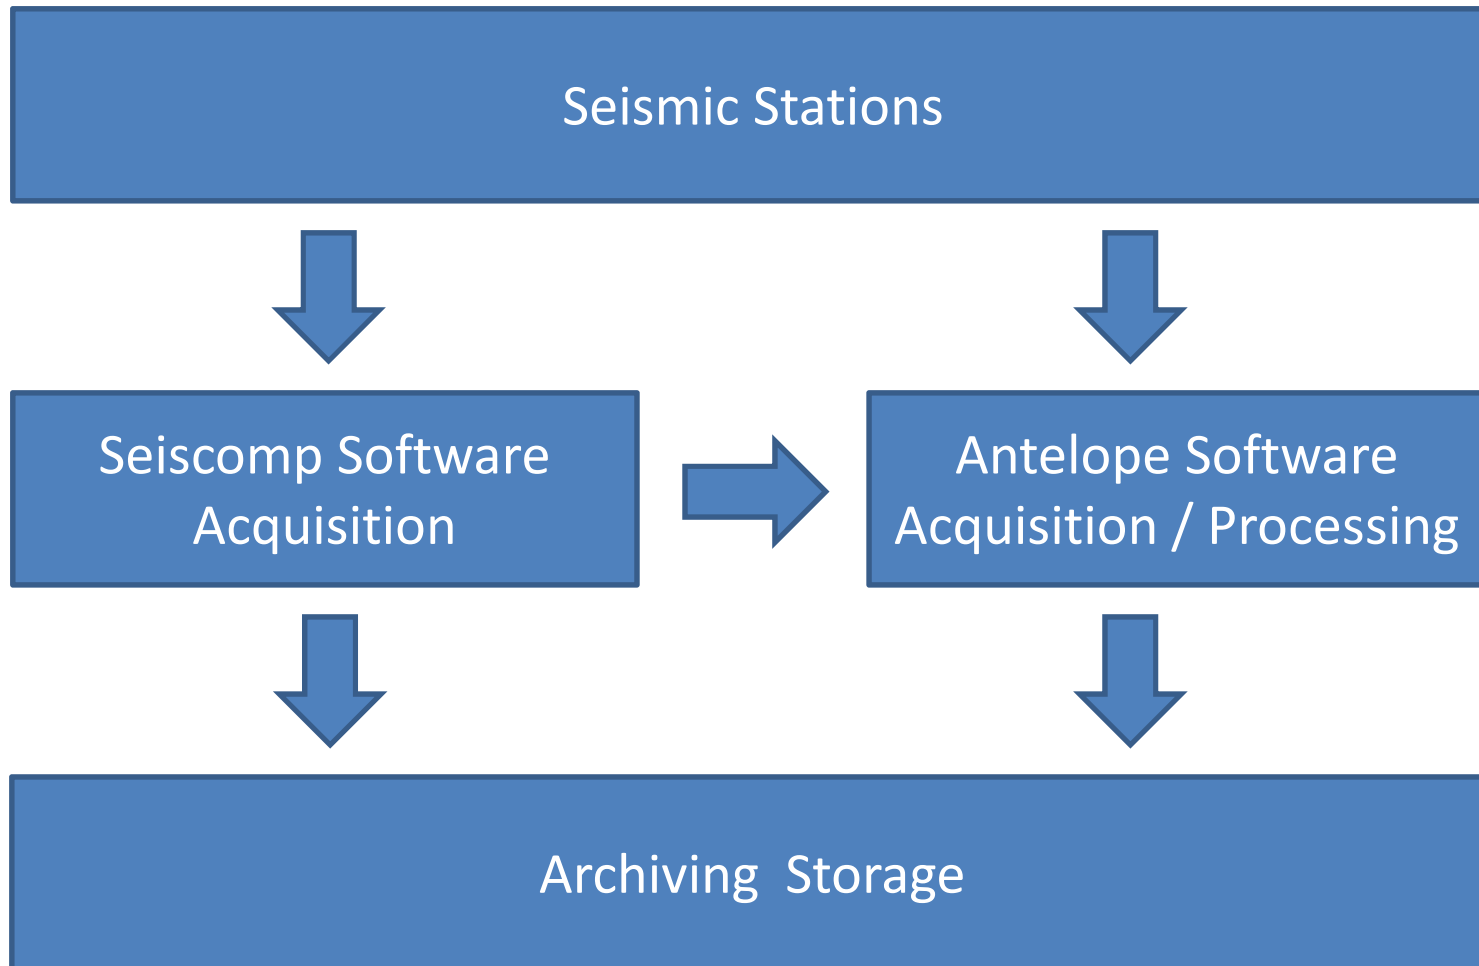 Seismic Stations
Seiscomp Software
Acquisition
Antelope Software
Acquisition / Processing
Archiving  Storage